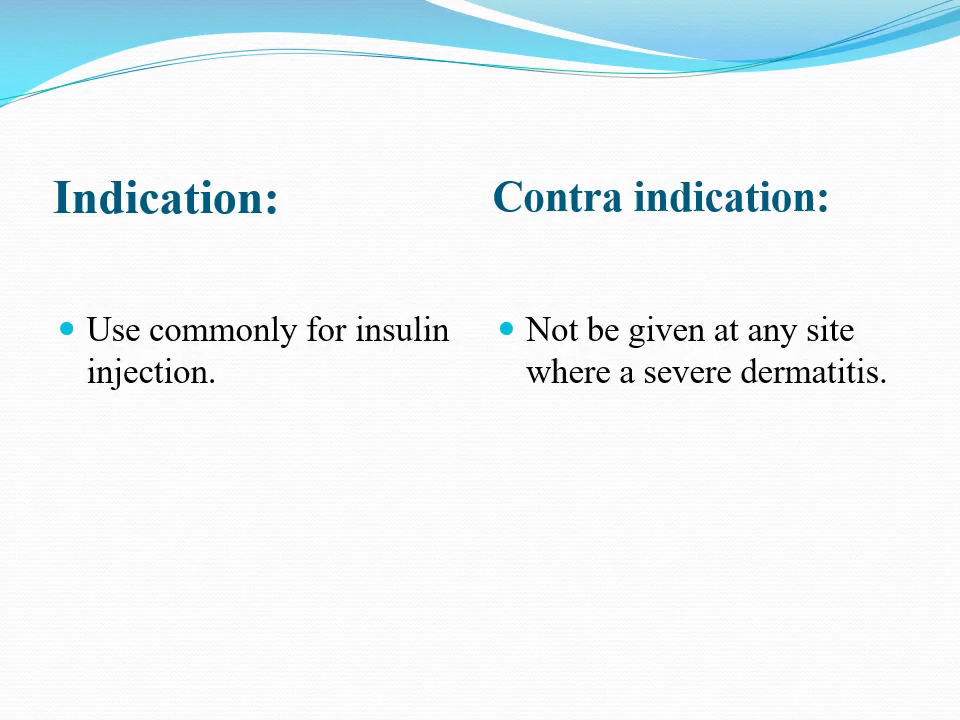 Indication:
Contra indication:
Use commonly for insulin
injection.
Not be given at any site
where a severe dermatitis.